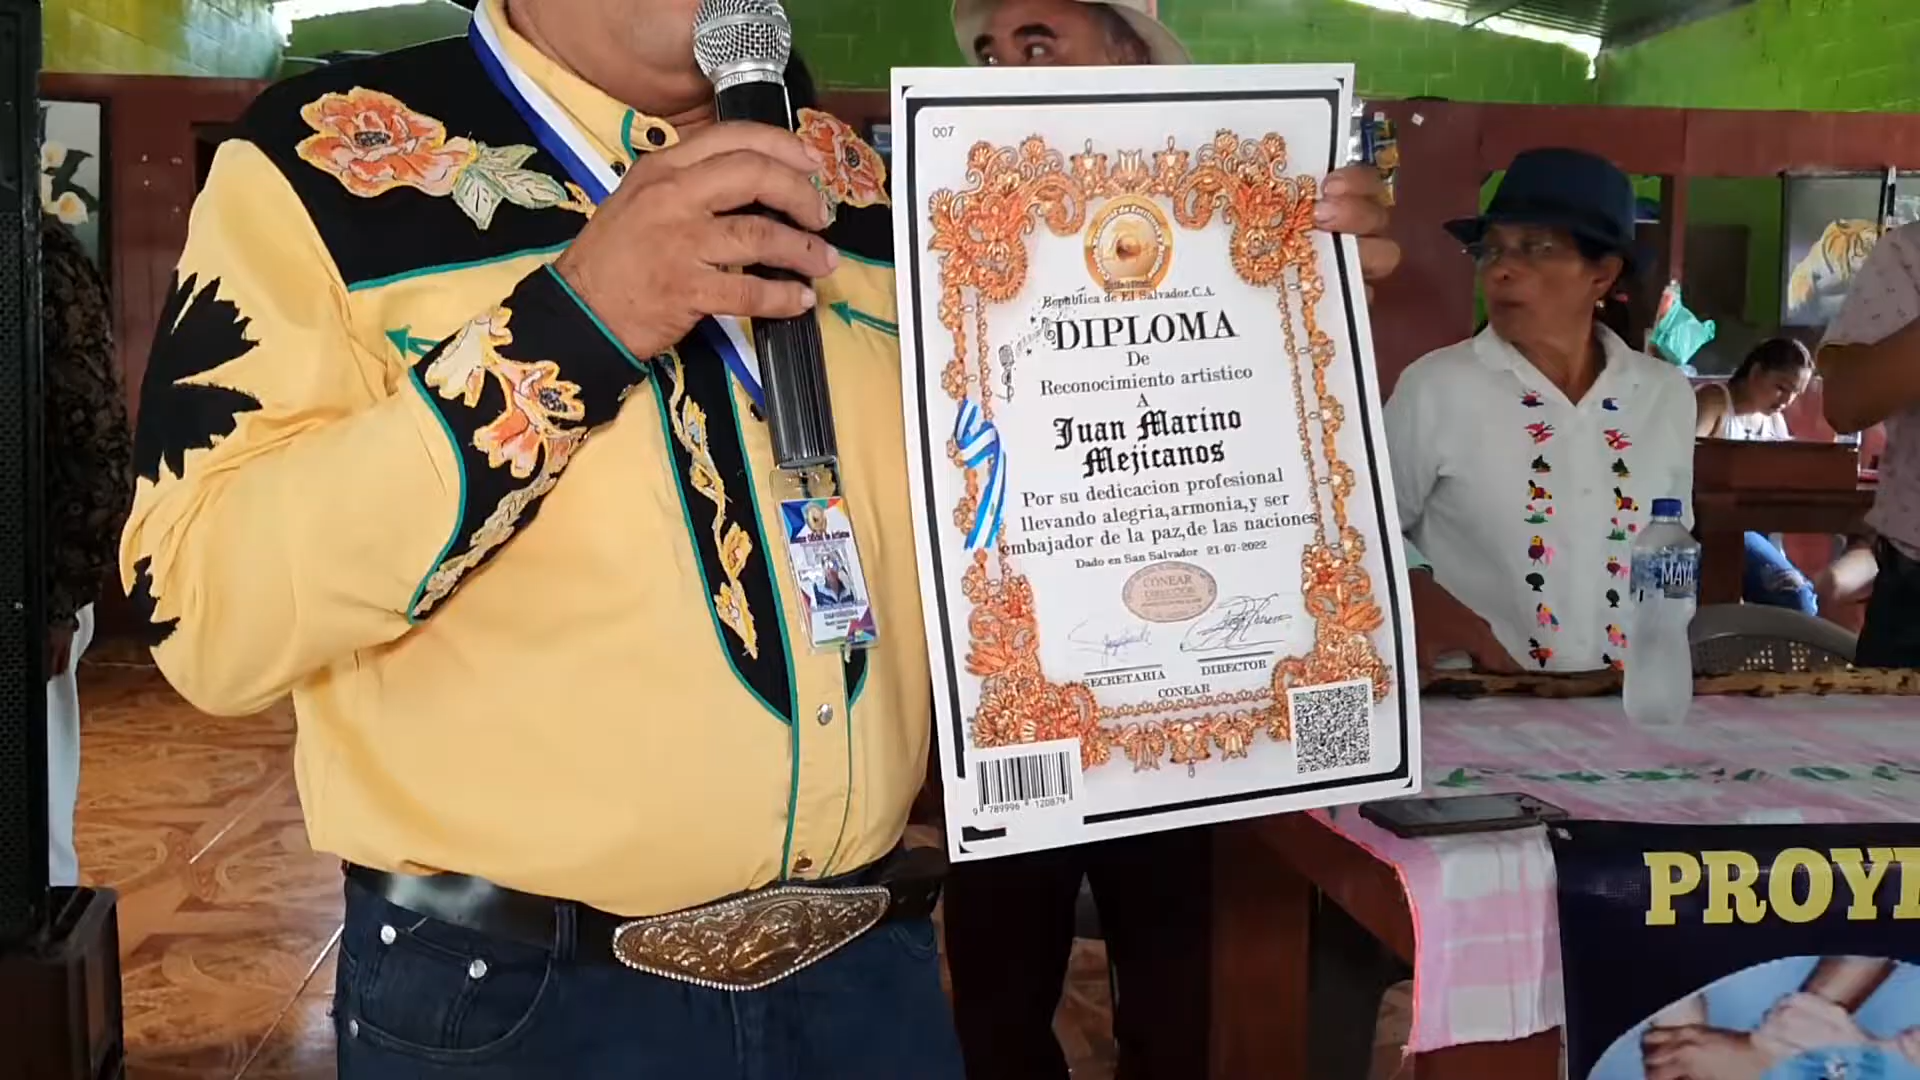 007
República de El Salvador.C.A.
DIPLOMA
De
Reconocimiento artistico
A
Juan Marino
Mejicanos
Por su dedicacion profesional
llevando alegria,armonia,y ser
embajador de la paz,de las naciones
Dado en San Salvador 21-07-2022
CONEAR
DIRECCION
SECRETARIA
DIRECTOR
CONEAR
9 789996 120879
MAYA
PROYE